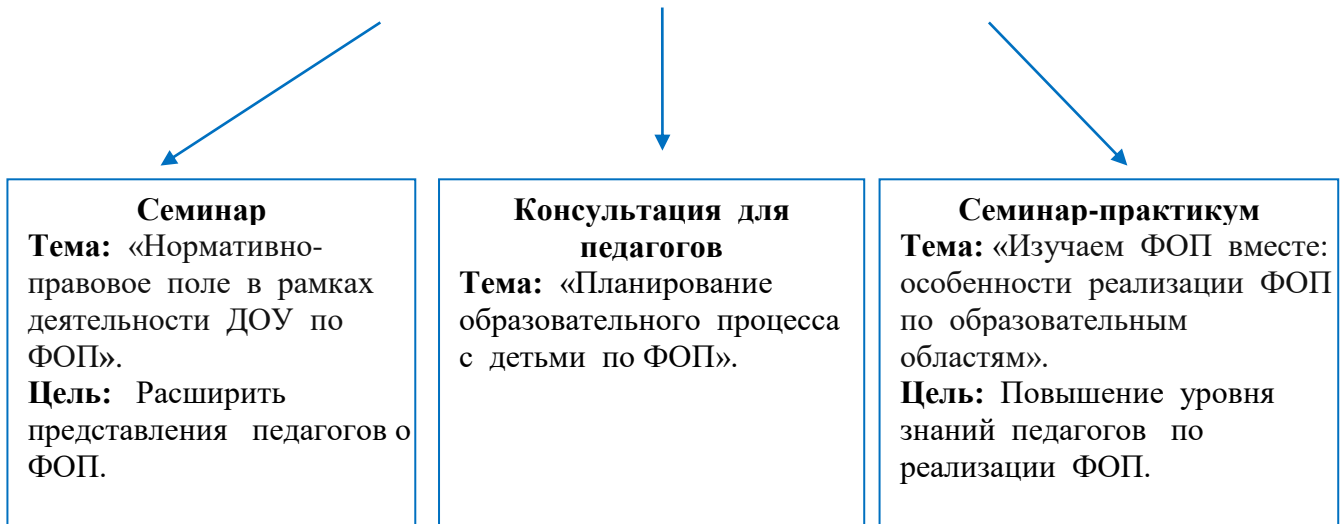 Семинар
Тема: «Нормативно-
правовое поле в рамках
деятельности ДОУ по
ФОП».
Цель: Расширить
представления педагогов о
ФОП.
Консультация для
педагогов
Тема: «Планирование
образовательного процесса
с детьми по ФОП».
Семинар-практикум
Тема: «Изучаем ФОП вместе:
особенности реализации ФОП
по образовательным
областям».
Цель: Повышение уровня
знаний педагогов по
реализации ФОП.